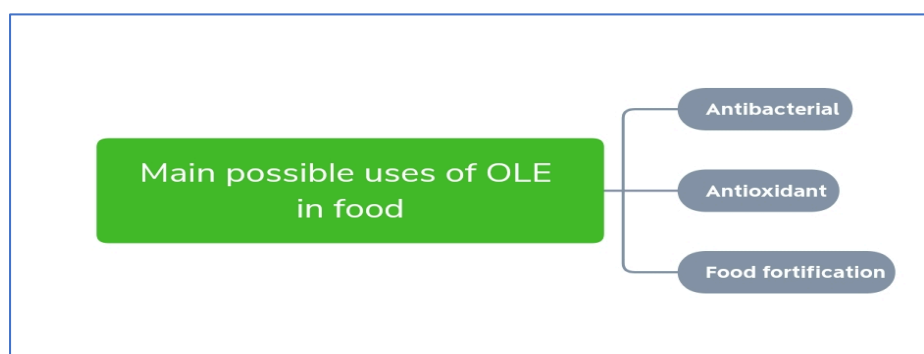 Main possible uses of OLE
in food
Antibacterial
Antioxidant
Food fortification